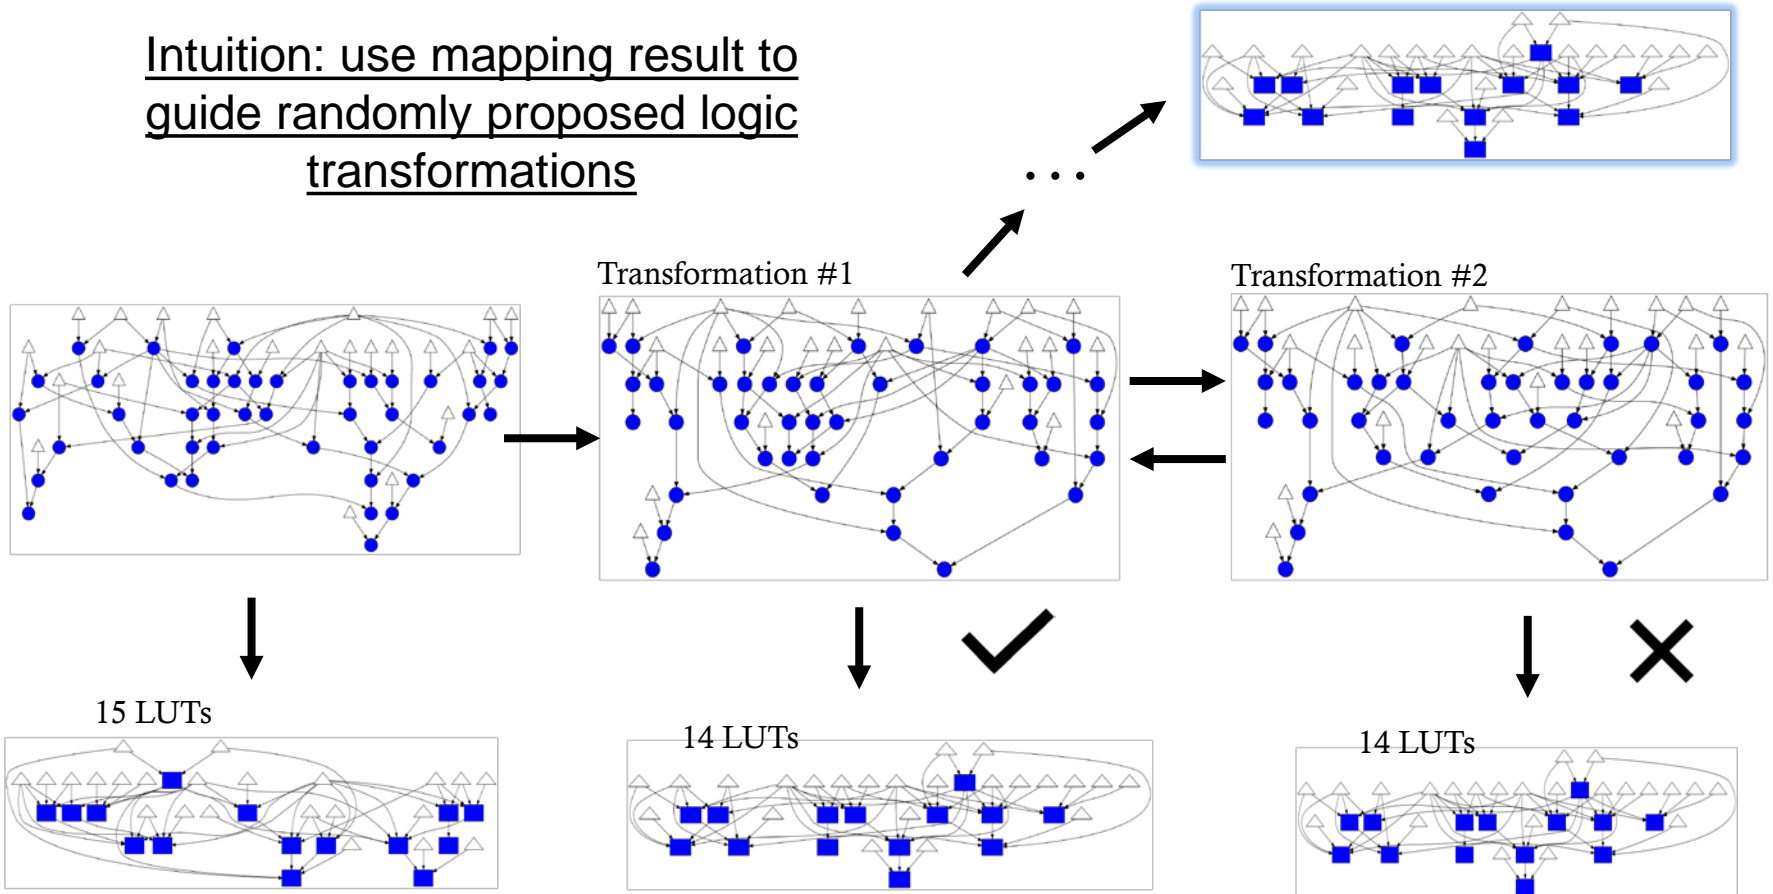 Intuition: use mapping result to
guide randomly proposed logic
transformations
...
Transformation #1
Transformation #2
15 LUTs
14 LUTs
14 LUTs